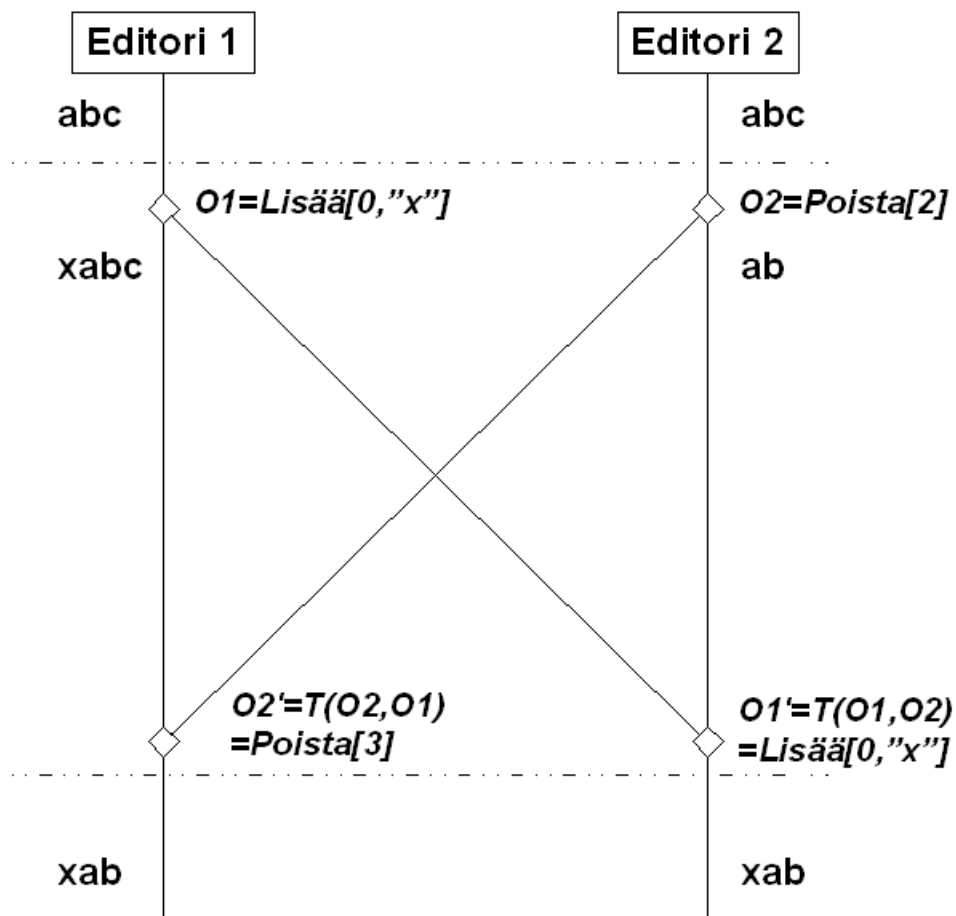 Editori 1
Editori 2
abc
abc
O1=Lisää[0,”x”]
O2=Poista[2]
xabc
ab
O2'=T(O2,O1)
=Poista[3]
O1'=T(O1,O2)
=Lisää[0,”x”]
xab
xab